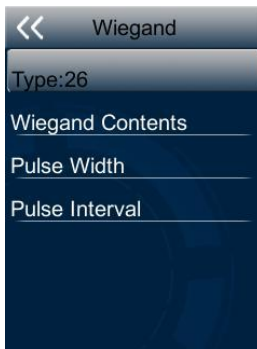 Wiegand
Type:26
Wiegand Contents
Pulse Width
Pulse Interval